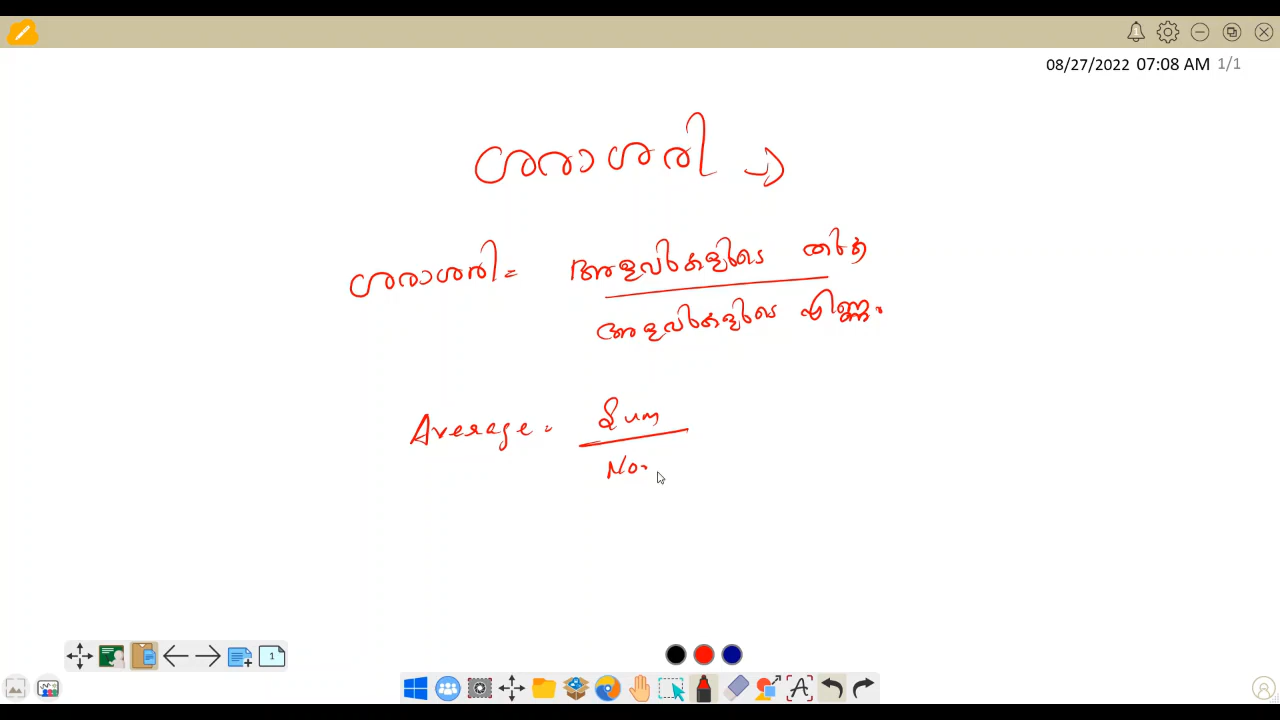 08/27/2022 07:08 AM 1/1
ശരാശരി →
ശരാശരി = അളവുകളുടെ തുക
അളവുകളുടെ എണ്ണം.
Average = Sum
No.
1